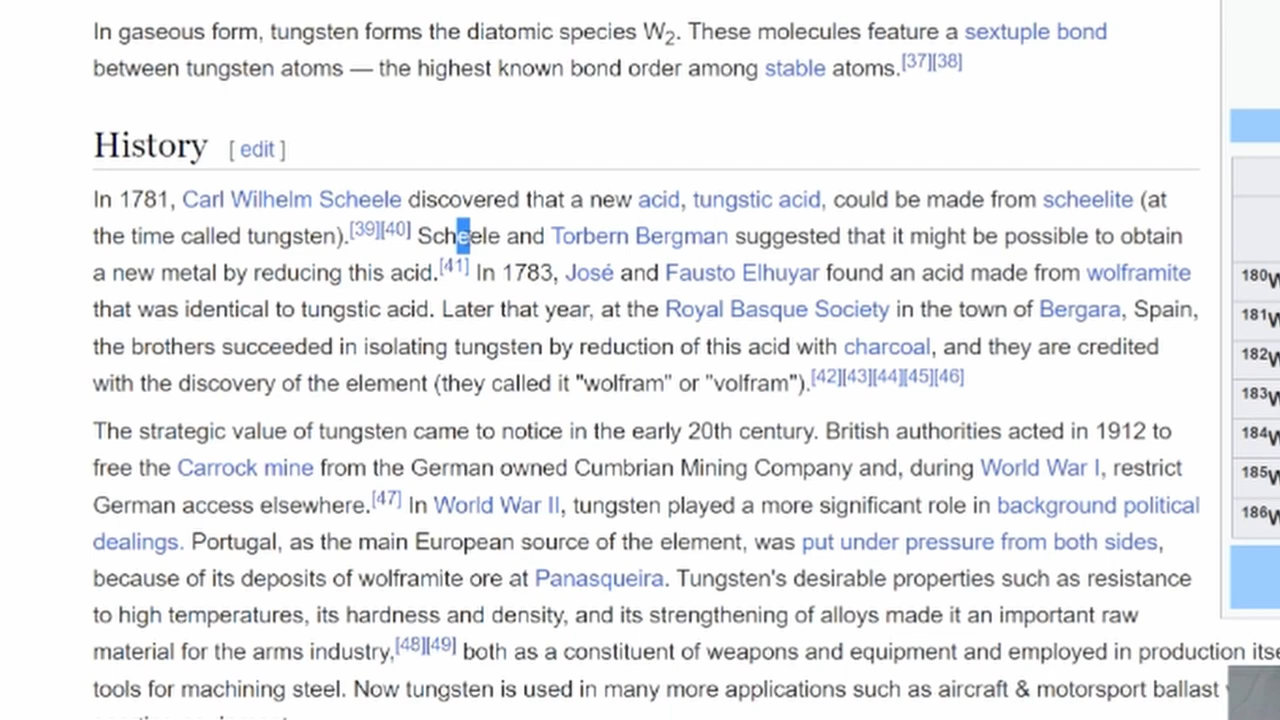 In gaseous form, tungsten forms the diatomic species W₂. These molecules feature a sextuple bond
between tungsten atoms — the highest known bond order among stable atoms.[37][38]
History [ edit ]
In 1781, Carl Wilhelm Scheele discovered that a new acid, tungstic acid, could be made from scheelite (at
the time called tungsten).[39][40] Scheele and Torbern Bergman suggested that it might be possible to obtain
a new metal by reducing this acid.[41] In 1783, José and Fausto Elhuyar found an acid made from wolframite
that was identical to tungstic acid. Later that year, at the Royal Basque Society in the town of Bergara, Spain,
the brothers succeeded in isolating tungsten by reduction of this acid with charcoal, and they are credited
with the discovery of the element (they called it "wolfram" or "volfram").[42][43][44][45][46]
The strategic value of tungsten came to notice in the early 20th century. British authorities acted in 1912 to
free the Carrock mine from the German owned Cumbrian Mining Company and, during World War I, restrict
German access elsewhere.[47] In World War II, tungsten played a more significant role in background political
dealings. Portugal, as the main European source of the element, was put under pressure from both sides,
because of its deposits of wolframite ore at Panasqueira. Tungsten's desirable properties such as resistance
to high temperatures, its hardness and density, and its strengthening of alloys made it an important raw
material for the arms industry,[48][49] both as a constituent of weapons and equipment and employed in production
tools for machining steel. Now tungsten is used in many more applications such as aircraft & motorsport ballast
¹⁸⁰W
¹⁸¹W
¹⁸²W
¹⁸³W
¹⁸⁴W
¹⁸⁵W
¹⁸⁶W